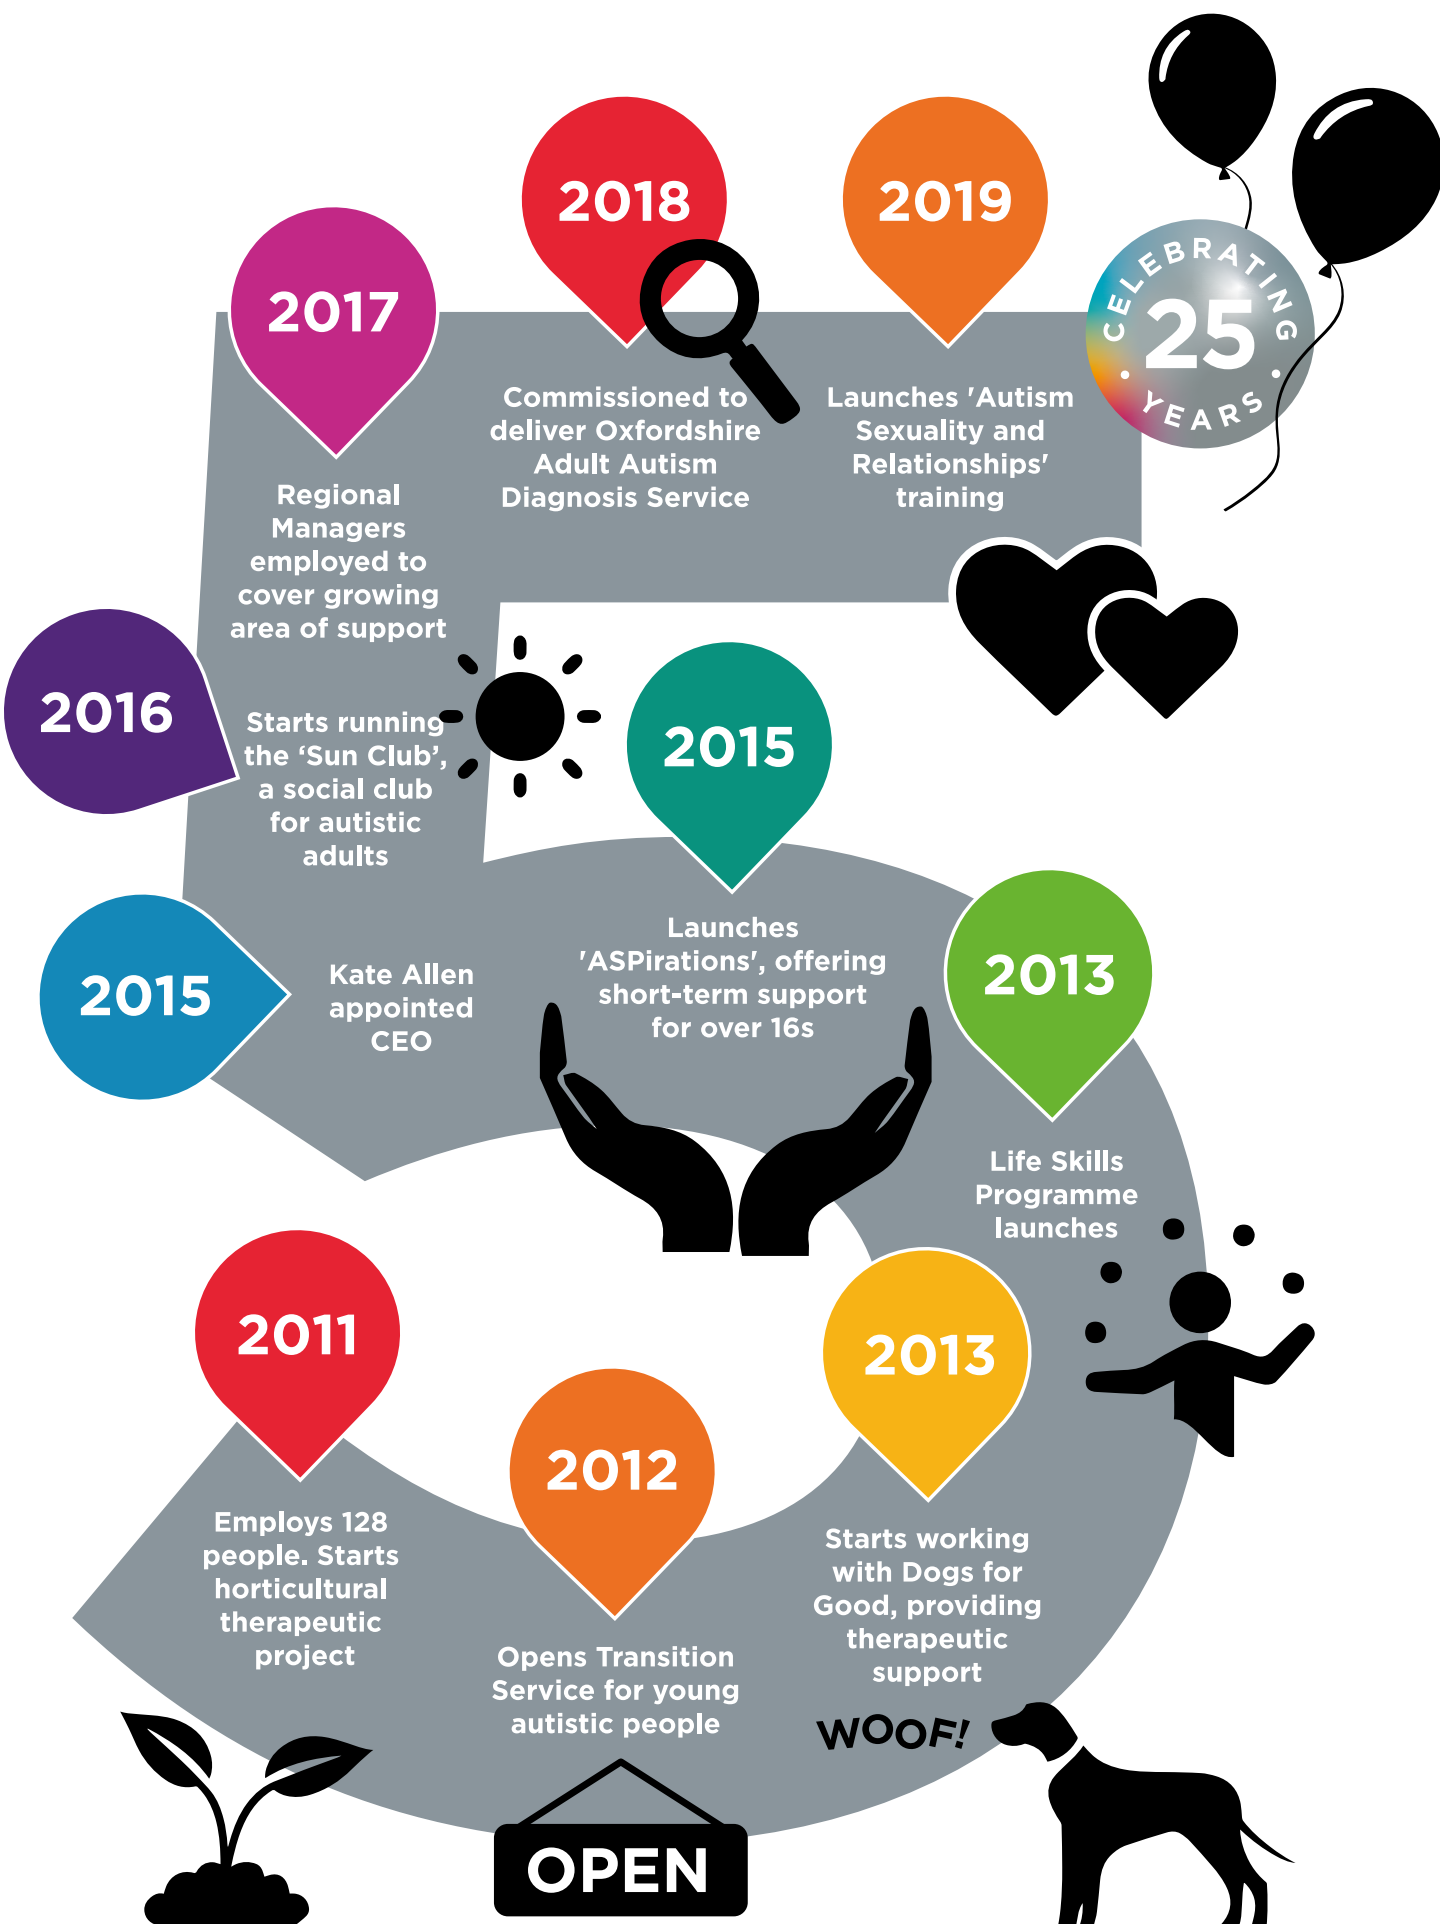 2018
2019
2017
CELEBRATING
25
YEARS
Commissioned to
deliver Oxfordshire
Adult Autism
Diagnosis Service
Launches 'Autism
Sexuality and
Relationships'
training
Regional
Managers
employed to
cover growing
area of support
2016
Starts running
the ‘Sun Club’,
a social club
for autistic
adults
2015
Launches
'ASPirations', offering
short-term support
for over 16s
2015
Kate Allen
appointed
CEO
2013
Life Skills
Programme
launches
2011
Employs 128
people. Starts
horticultural
therapeutic
project
2012
Opens Transition
Service for young
autistic people
OPEN
2013
Starts working
with Dogs for
Good, providing
therapeutic
support
WOOF!